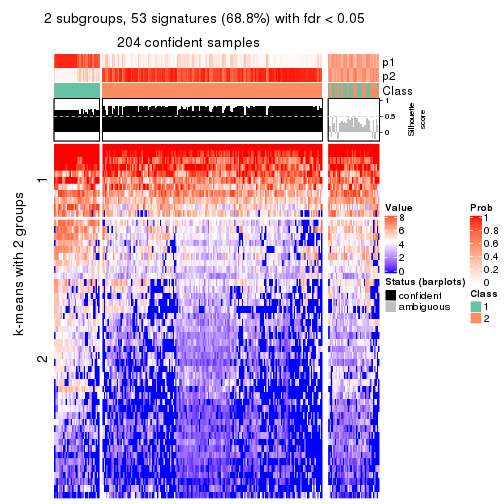 2 subgroups, 53 signatures (68.8%) with fdr < 0.05
204 confident samples
p1
p2
Class
1
0.5
0
Silhouette
score
k-means with 2 groups
1
2
Value
8
6
4
2
0
Status (barplots)
confident
ambiguous
Prob
1
0.8
0.6
0.4
0.2
0
Class
1
2